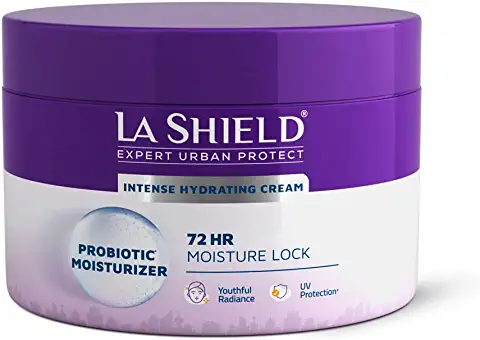 LA SHIELD®
EXPERT URBAN PROTECT
INTENSE HYDRATING CREAM
PROBIOTIC*
MOISTURIZER
72 HR
MOISTURE LOCK
Youthful
Radiance
UV
Protection*